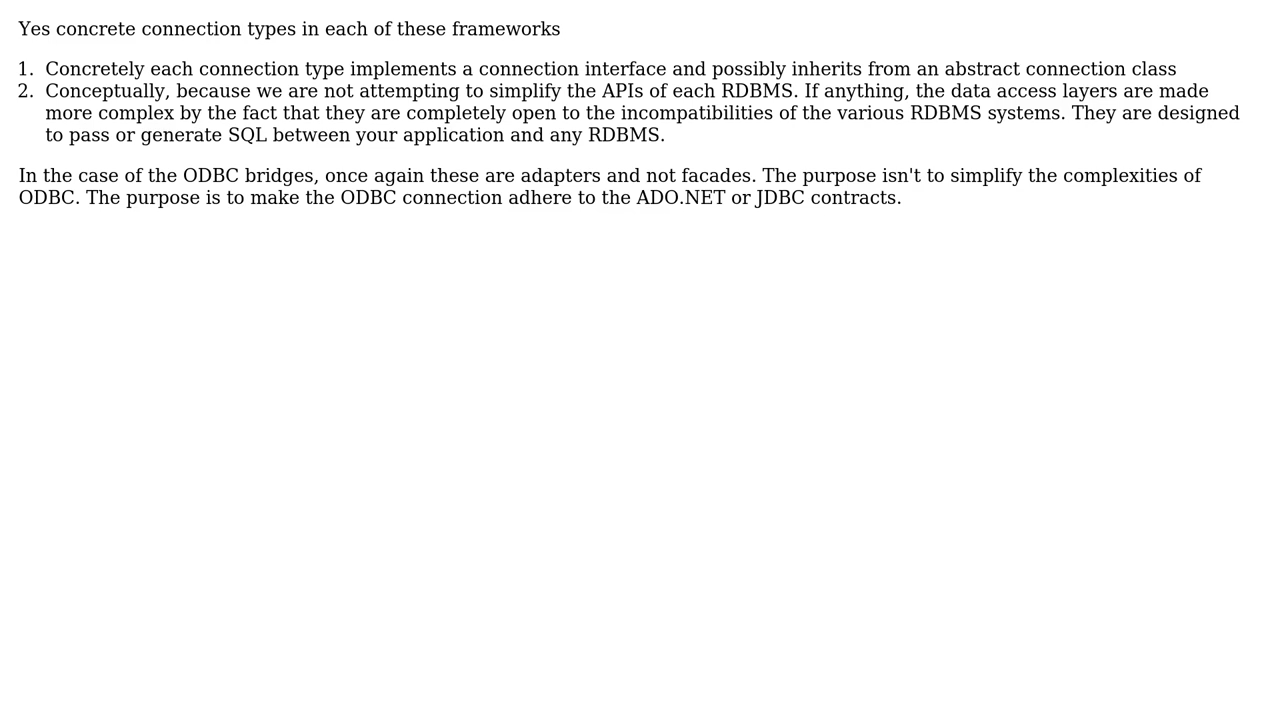 Yes concrete connection types in each of these frameworks
1. Concretely each connection type implements a connection interface and possibly inherits from an abstract connection class
2. Conceptually, because we are not attempting to simplify the APIs of each RDBMS. If anything, the data access layers are made
more complex by the fact that they are completely open to the incompatibilities of the various RDBMS systems. They are designed
to pass or generate SQL between your application and any RDBMS.
In the case of the ODBC bridges, once again these are adapters and not facades. The purpose isn't to simplify the complexities of
ODBC. The purpose is to make the ODBC connection adhere to the ADO.NET or JDBC contracts.